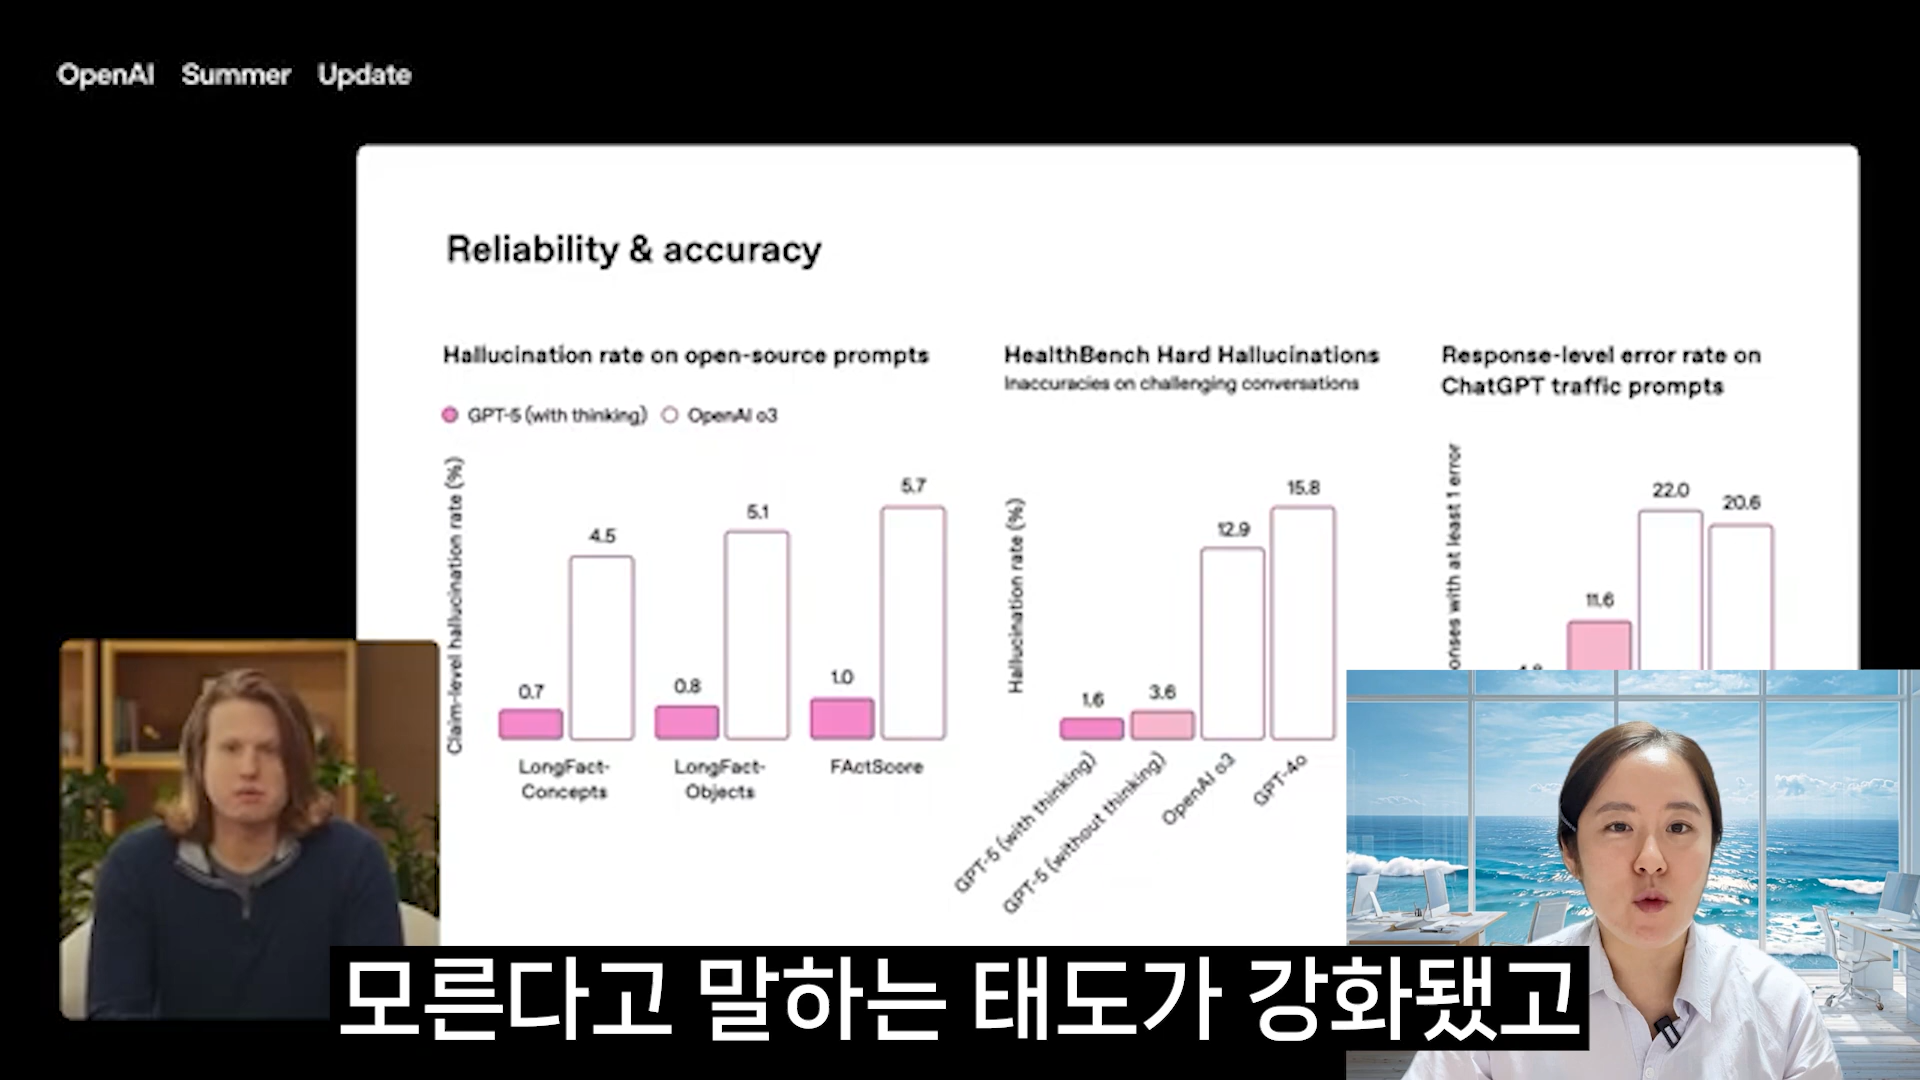 OpenAI Summer Update
Reliability & accuracy
Hallucination rate on open-source prompts
GPT-5 (with thinking) OpenAI o3
Claim-level hallucination rate (%)
0.7
4.5
0.8
5.1
1.0
5.7
LongFact-
Concepts
LongFact-
Objects
FActScore
HealthBench Hard Hallucinations
Inaccuracies on challenging conversations
Hallucination rate (%)
1.6
3.6
12.9
15.8
GPT-5 (with thinking)
GPT-5 (without thinking)
OpenAI o3
GPT-4o
Response-level error rate on
ChatGPT traffic prompts
with at least 1 error
11.6
22.0
20.6
모른다고 말하는 태도가 강화됐고